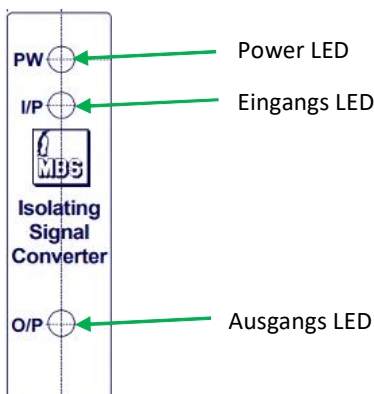 PW
Power LED
I/P
Eingangs LED
MBS
Isolating
Signal
Converter
O/P
Ausgangs LED